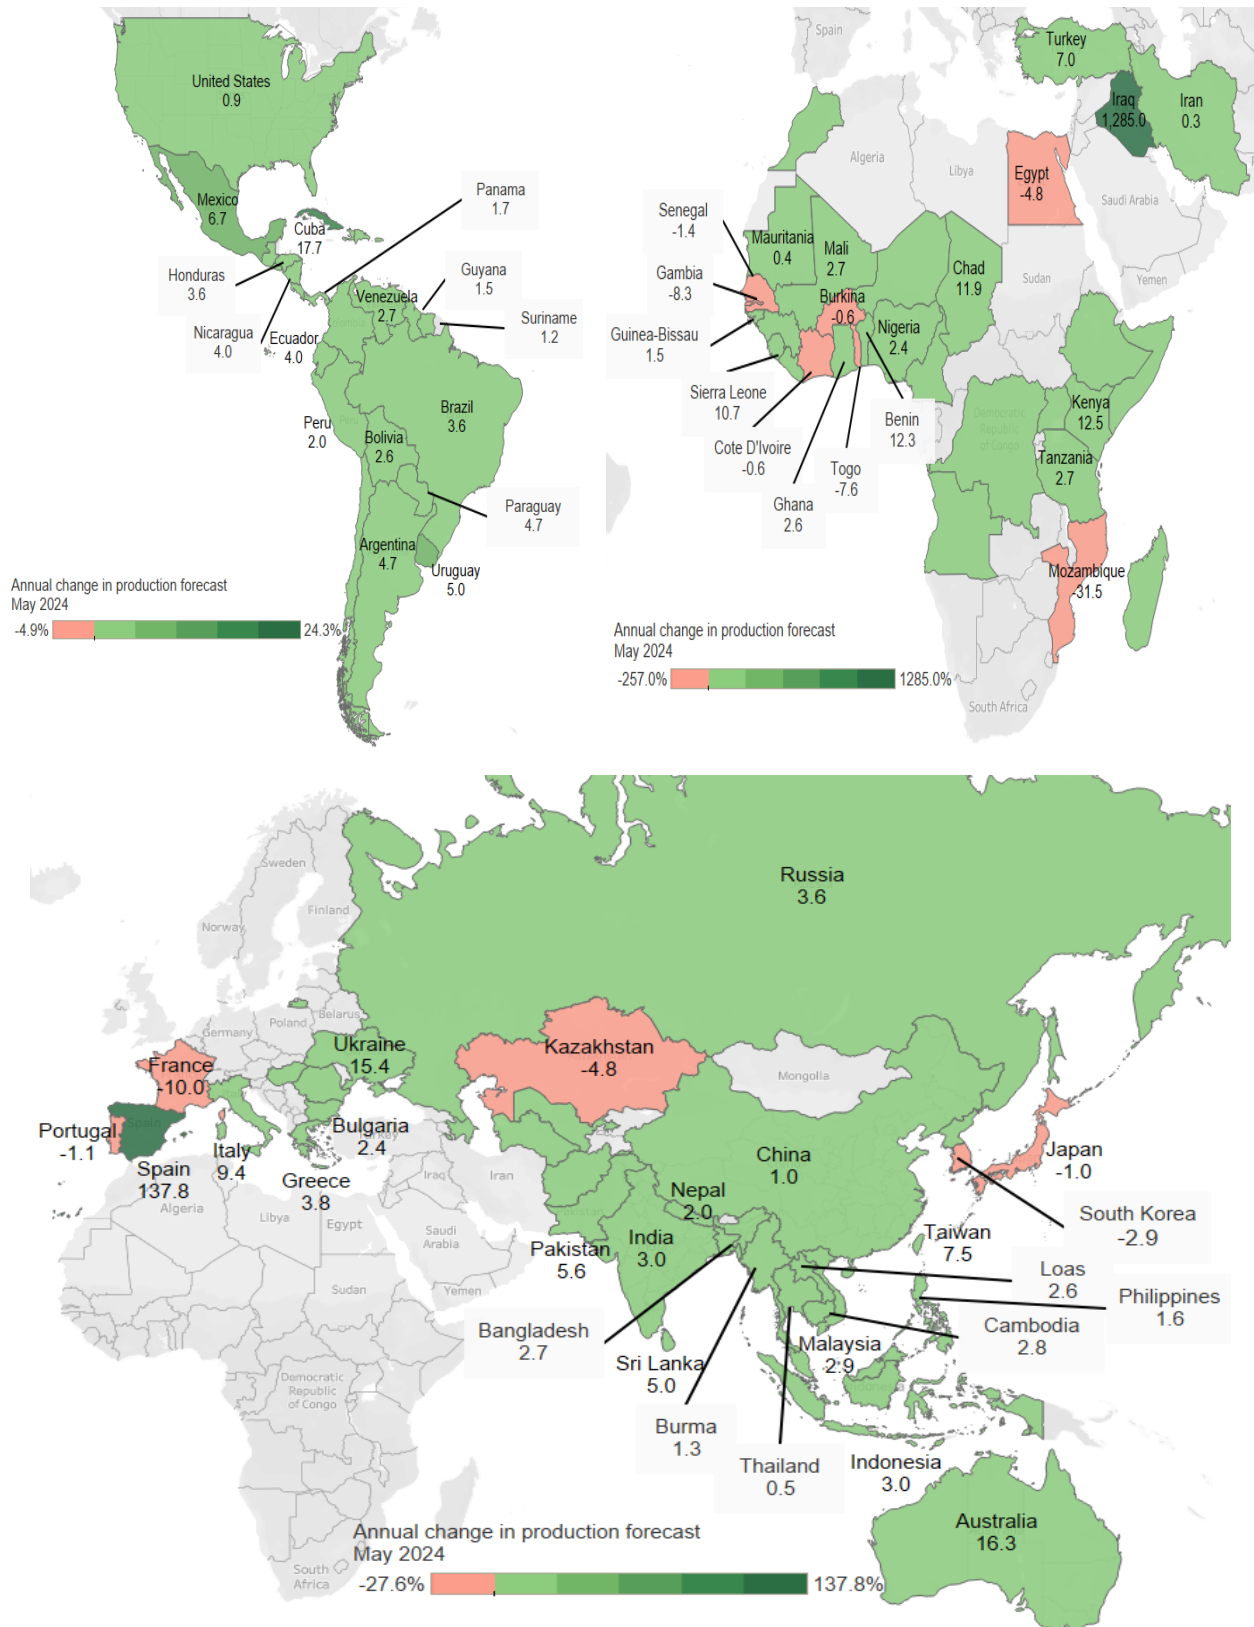 United States
0.9
Mexico
6.7
Cuba
17.7
Panama
1.7
Honduras
3.6
Guyana
1.5
Venezuela
2.7
Suriname
1.2
Nicaragua
4.0
Ecuador
4.0
Brazil
3.6
Peru
2.0
Peru
Bolivia
2.6
Paraguay
4.7
Argentina
4.7
Uruguay
5.0
Annual change in production forecast
May 2024
-4.9%
24.3%
Spain
Turkey
7.0
Iraq
1,285.0
Iran
0.3
Algeria
Libya
Egypt
-4.8
Saudi Arabia
Senegal
-1.4
Mauritania
0.4
Mali
2.7
Chad
11.9
Sudan
Yemen
Gambia
-8.3
Burkina
-0.6
Nigeria
2.4
Guinea-Bissau
1.5
Sierra Leone
10.7
Benin
12.3
Kenya
12.5
Democratic
Republic
of Congo
Cote D'Ivoire
-0.6
Togo
-7.6
Tanzania
2.7
Ghana
2.6
Mozambique
-31.5
Annual change in production forecast
May 2024
-257.0%
1285.0%
South Africa
Russia
3.6
Sweden
Finland
Norway
Belarus
Poland
Germany
Ukraine
15.4
Kazakhstan
-4.8
Mongolia
France
-10.0
Spain
Portugal
-1.1
Italy
9.4
Bulgaria
2.4
Turkey
Spain
137.8
Greece
3.8
Iraq
Iran
China
1.0
Japan
-1.0
Algeria
Libya
Egypt
Saudi
Arabia
Nepal
2.0
South Korea
-2.9
Pakistan
5.6
India
3.0
Taiwan
7.5
Loas
2.6
Sudan
Yemen
Philippines
1.6
Bangladesh
2.7
Cambodia
2.8
Malaysia
2.9
Sri Lanka
5.0
Democratic
Republic
of Congo
Indonesia
Burma
1.3
Thailand
0.5
Indonesia
3.0
Australia
16.3
Annual change in production forecast
May 2024
South
Africa
-27.6%
137.8%